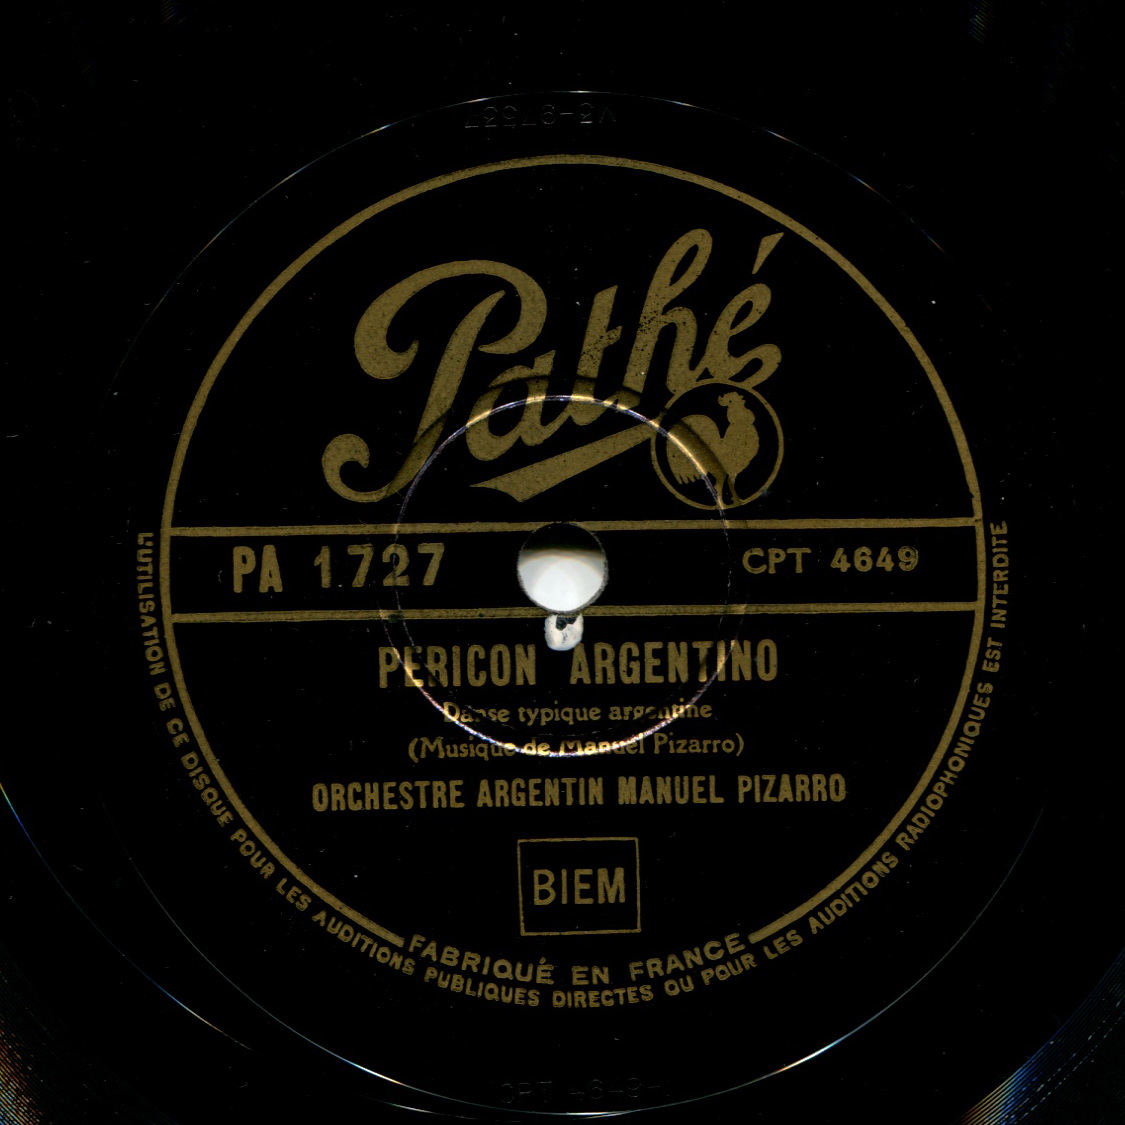 Pathé
PA 1727
CPT 4649
PERICON ARGENTINO
Danse typique argentine
(Musique de Manuel Pizarro)
ORCHESTRE ARGENTIN MANUEL PIZARRO
BIEM
FABRIQUÉ EN FRANCE
L'UTILISATION DE CE DISQUE POUR LES AUDITIONS PUBLIQUES DIRECTES OU POUR LES AUDITIONS RADIOPHONIQUES EST INTERDITE